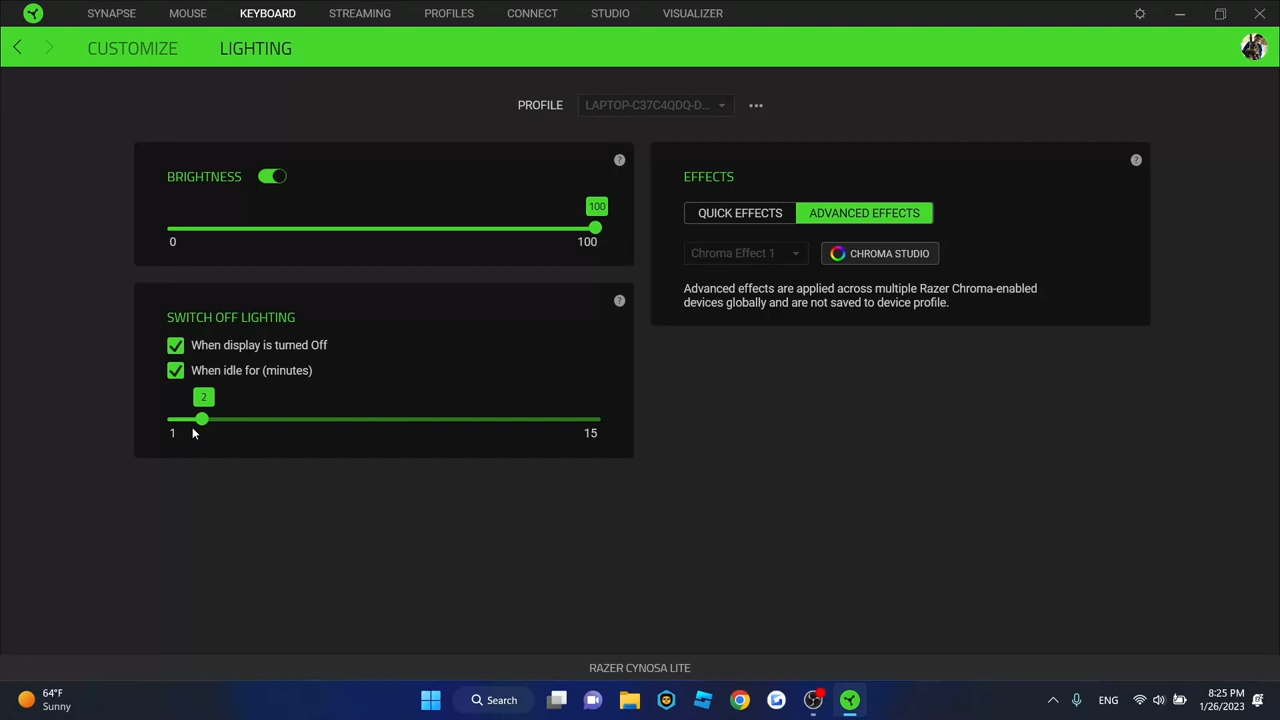 SYNAPSE MOUSE KEYBOARD STREAMING PROFILES CONNECT STUDIO VISUALIZER
CUSTOMIZE LIGHTING
PROFILE LAPTOP-C37C4QDQ-D...
BRIGHTNESS
100
0 100
SWITCH OFF LIGHTING
When display is turned Off
When idle for (minutes)
2
1 15
EFFECTS
QUICK EFFECTS ADVANCED EFFECTS
Chroma Effect 1 CHROMA STUDIO
Advanced effects are applied across multiple Razer Chroma-enabled
devices globally and are not saved to device profile.
RAZER CYNOSA LITE
64°F
Sunny
Search
ENG
8:25 PM
1/26/2023